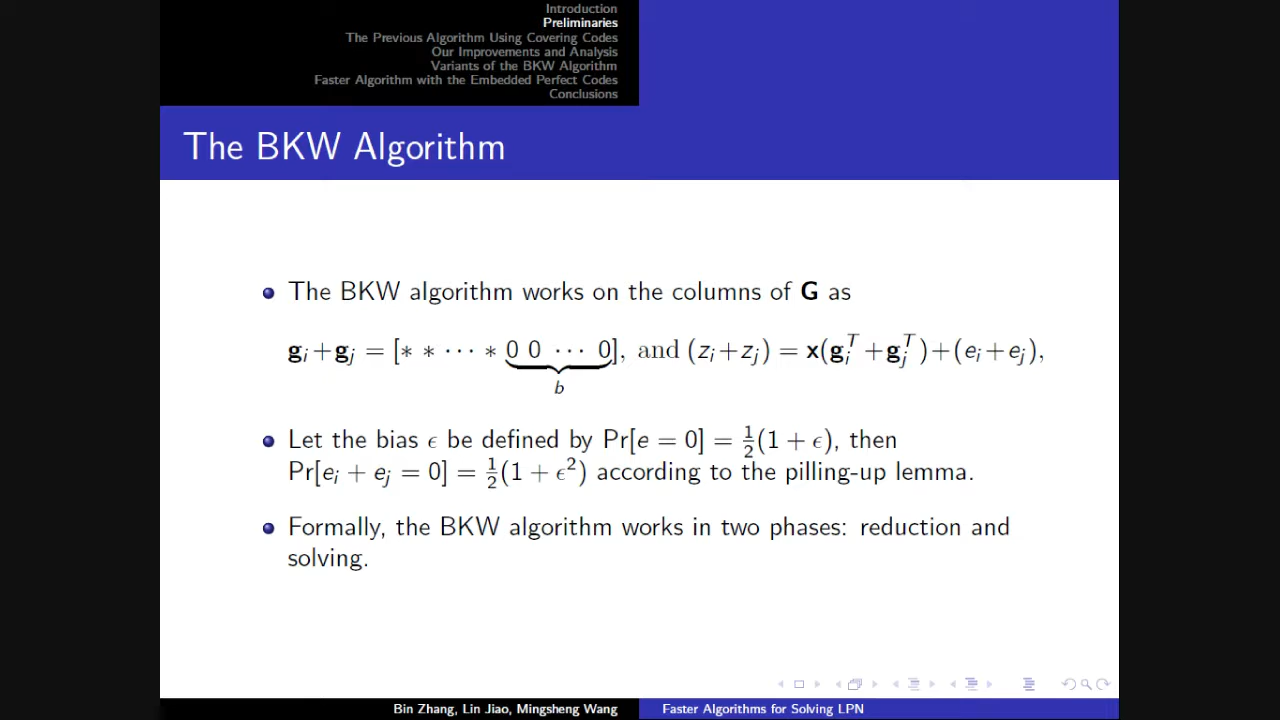 Introduction
Preliminaries
The Previous Algorithm Using Covering Codes
Our Improvements and Analysis
Variants of the BKW Algorithm
Faster Algorithm with the Embedded Perfect Codes
Conclusions
The BKW Algorithm
The BKW algorithm works on the columns of G as
g_i+g_j = [∗ ∗ ⋯ ∗ 0 0 ⋯ 0], and (z_i+z_j) = x(g_i^T+g_j^T)+(e_i+e_j),
b
Let the bias ϵ be defined by Pr[e = 0] = ½(1 + ϵ), then
Pr[e_i + e_j = 0] = ½(1 + ϵ²) according to the pilling-up lemma.
Formally, the BKW algorithm works in two phases: reduction and
solving.
Bin Zhang, Lin Jiao, Mingsheng Wang
Faster Algorithms for Solving LPN